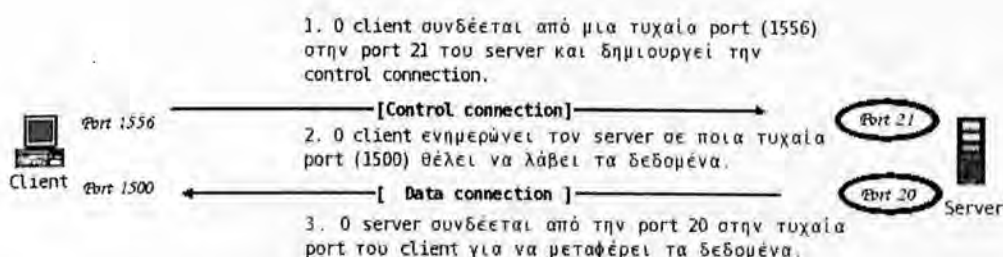 1. Ο client συνδέεται από μια τυχαία port (1556)
στην port 21 του server και δημιουργεί την
control connection.
[Control connection]
Port 1556
Port 21
2. Ο client ενημερώνει τον server σε ποια τυχαία
port (1500) θέλει να λάβει τα δεδομένα.
Client
Port 1500
[ Data connection ]
Port 20
Server
3. Ο server συνδέεται από την port 20 στην τυχαία
port του client για να μεταφέρει τα δεδομένα.